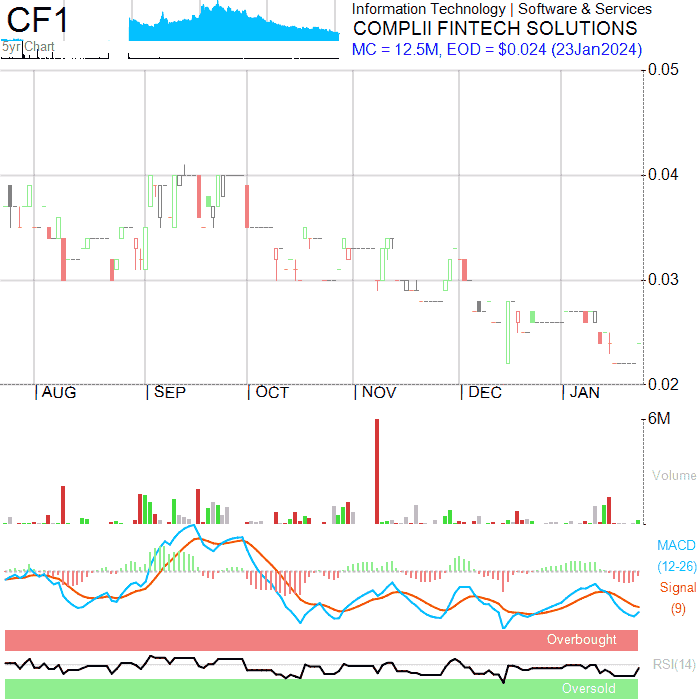 CF1
5yr Chart
Information Technology | Software & Services
COMPLII FINTECH SOLUTIONS
MC = 12.5M, EOD = $0.024 (23Jan2024)
0.05
0.04
0.03
0.02
| AUG | SEP | OCT | NOV | DEC | JAN
6M
Volume
MACD
(12-26)
Signal
(9)
Overbought
RSI(14)
Oversold